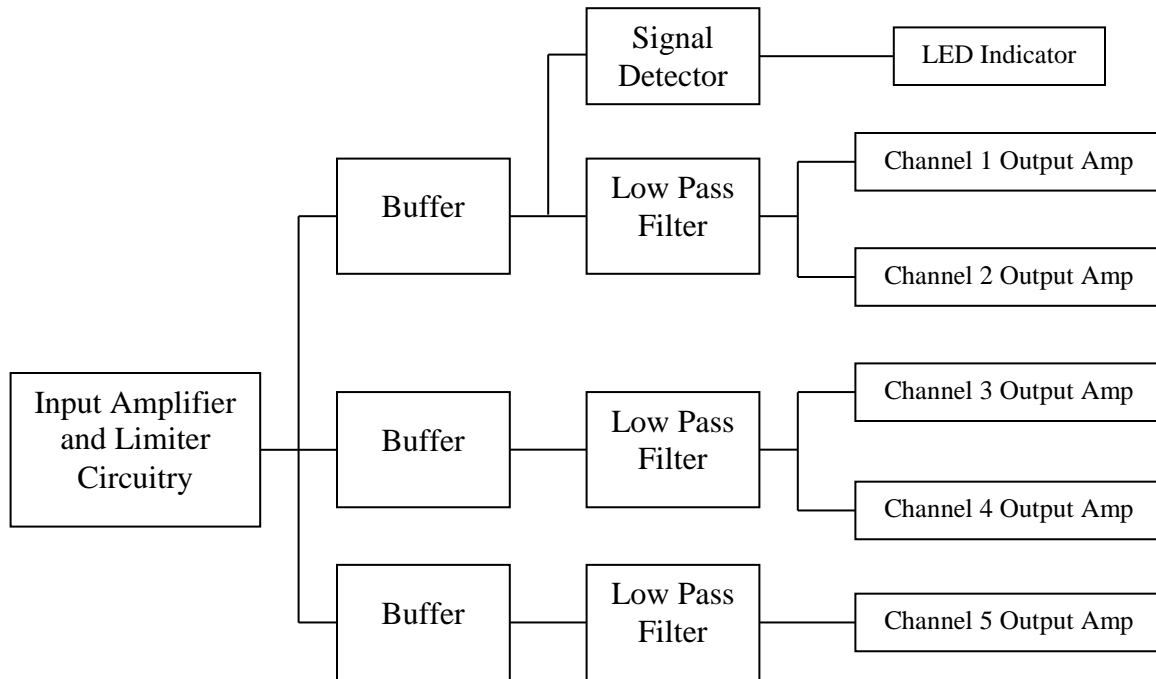 Signal
Detector
LED Indicator
Buffer
Low Pass
Filter
Channel 1 Output Amp
Channel 2 Output Amp
Input Amplifier
and Limiter
Circuitry
Buffer
Low Pass
Filter
Channel 3 Output Amp
Channel 4 Output Amp
Buffer
Low Pass
Filter
Channel 5 Output Amp